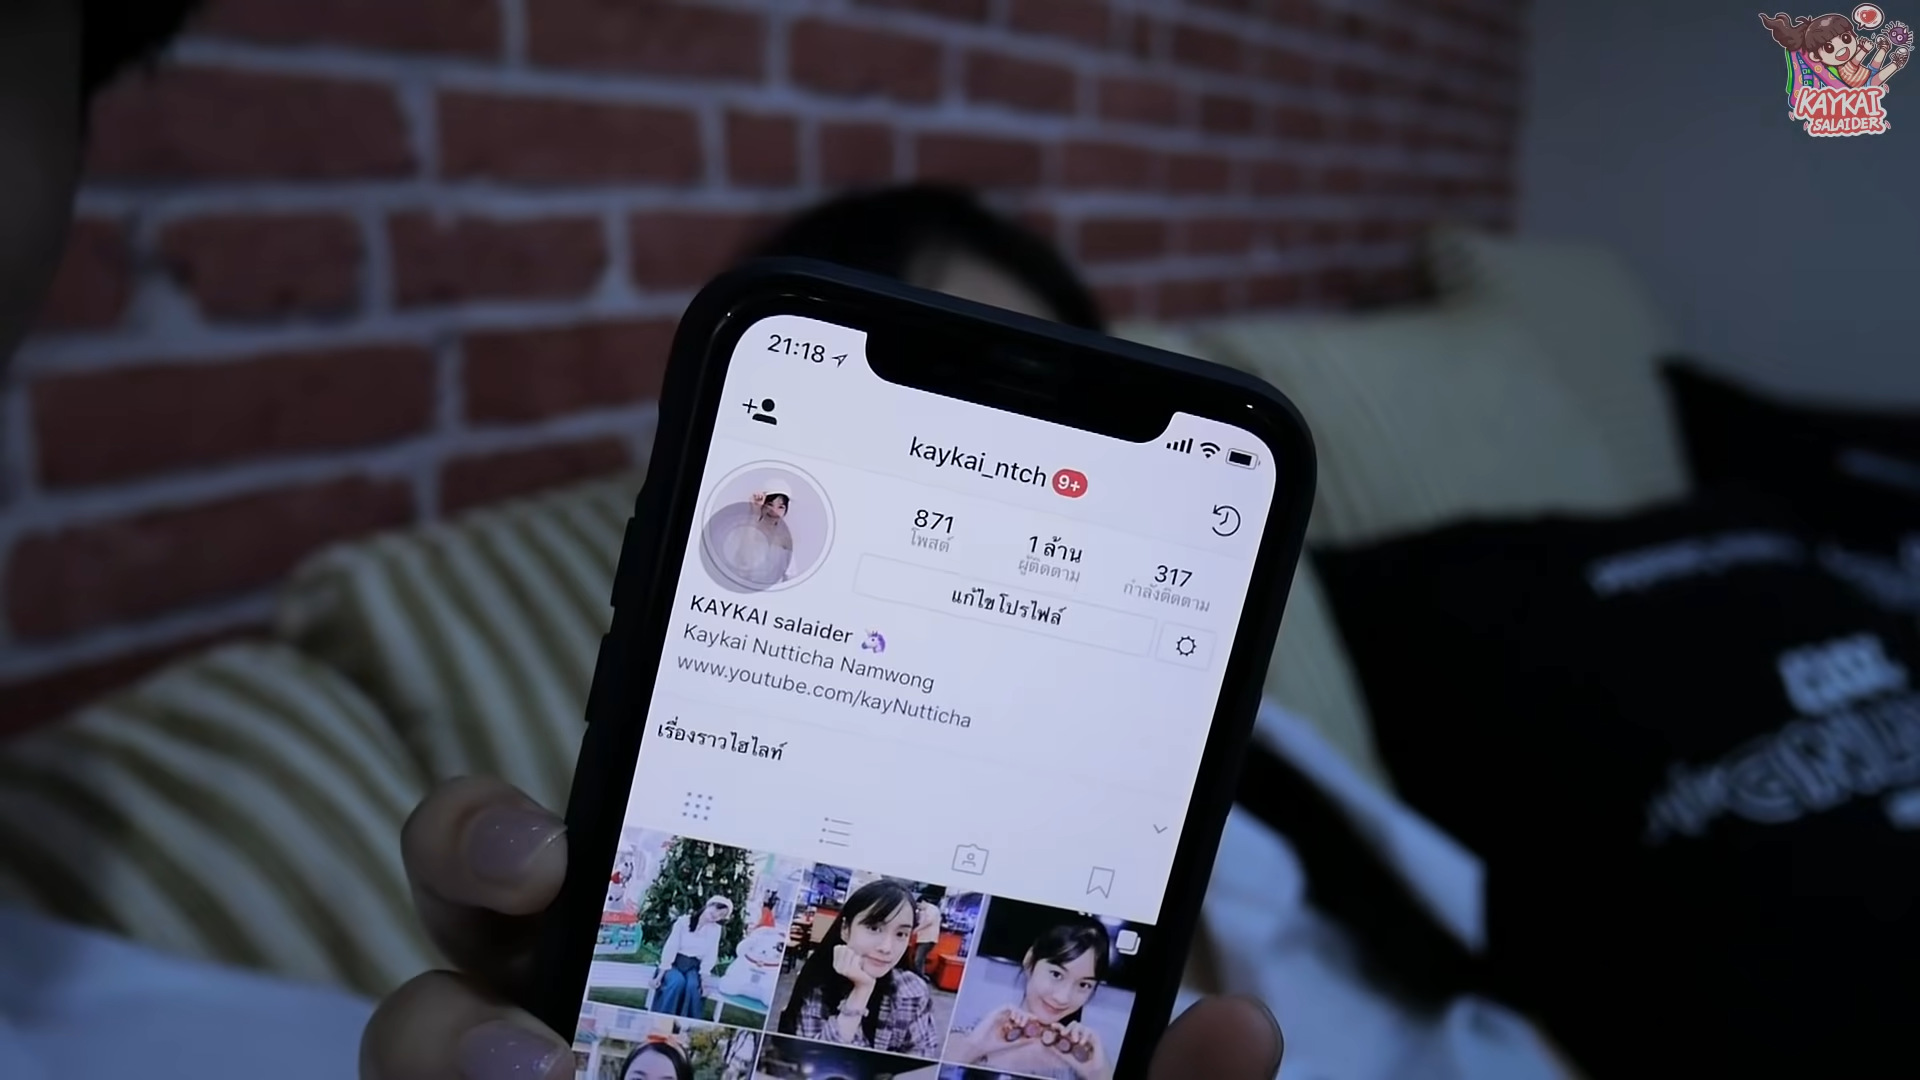 KAYKAI
SALAIDER
21:18
kaykai_ntch 9+
871
โพสต์
1 ล้าน
ผู้ติดตาม
317
กำลังติดตาม
แก้ไขโปรไฟล์
KAYKAI salaider 🦄
Kaykai Nutticha Namwong
www.youtube.com/kayNutticha
เรื่องราวไฮไลท์